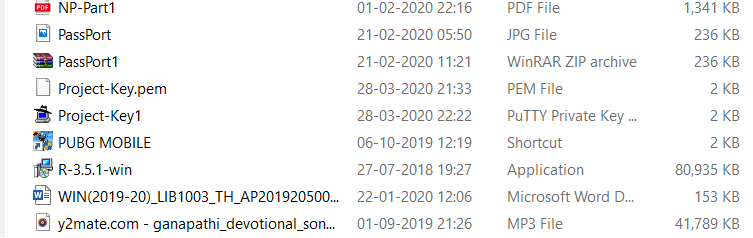 NP-Part1 01-02-2020 22:16 PDF File 1,341 KB
PassPort 21-02-2020 05:50 JPG File 236 KB
PassPort1 21-02-2020 11:21 WinRAR ZIP archive 236 KB
Project-Key.pem 28-03-2020 21:33 PEM File 2 KB
Project-Key1 28-03-2020 22:22 PuTTY Private Key ... 2 KB
PUBG MOBILE 06-10-2019 12:19 Shortcut 2 KB
R-3.5.1-win 27-07-2018 19:27 Application 80,935 KB
WIN(2019-20)_LIB1003_TH_AP201920500... 22-01-2020 12:06 Microsoft Word D... 153 KB
y2mate.com - ganapathi_devotional_son... 01-09-2019 21:26 MP3 File 41,789 KB